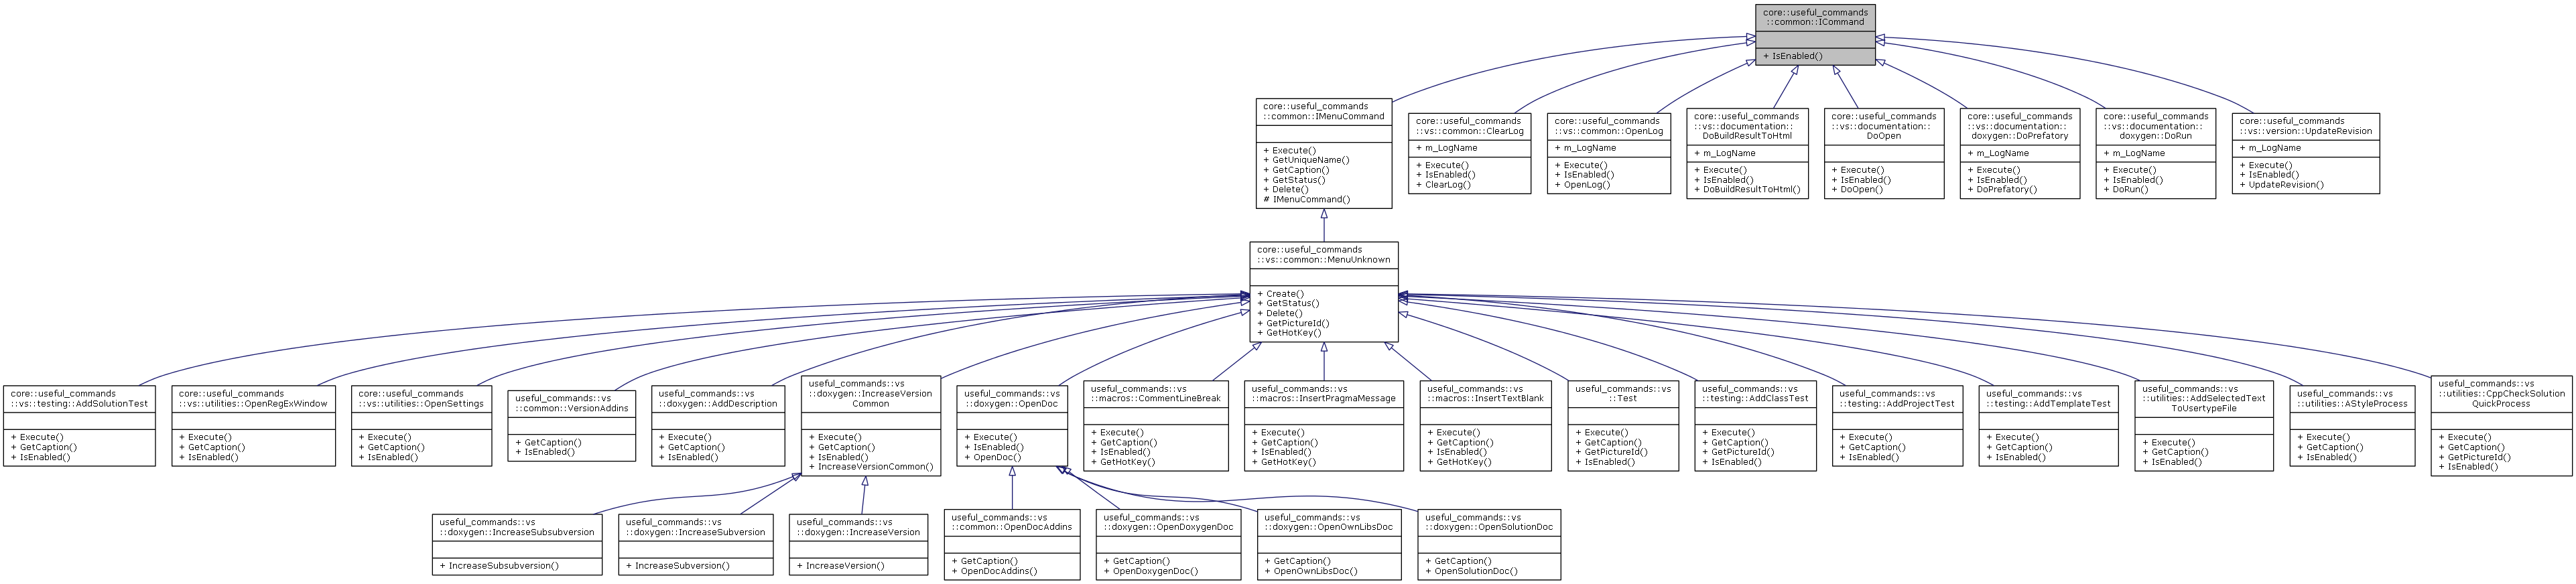 core::useful_commands
::common::ICommand
+ IsEnabled()
core::useful_commands
::common::IMenuCommand
+ Execute()
+ GetUniqueName()
+ GetCaption()
+ GetStatus()
+ Delete()
# IMenuCommand()
core::useful_commands
::vs::common::ClearLog
+ m_LogName
+ Execute()
+ IsEnabled()
+ ClearLog()
core::useful_commands
::vs::common::OpenLog
+ m_LogName
+ Execute()
+ IsEnabled()
+ OpenLog()
core::useful_commands
::vs::documentation::
DoBuildResultToHtml
+ m_LogName
+ Execute()
+ IsEnabled()
+ DoBuildResultToHtml()
core::useful_commands
::vs::documentation::
DoOpen
+ Execute()
+ IsEnabled()
+ DoOpen()
core::useful_commands
::vs::documentation::
doxygen::DoPrefatory
+ m_LogName
+ Execute()
+ IsEnabled()
+ DoPrefatory()
core::useful_commands
::vs::documentation::
doxygen::DoRun
+ m_LogName
+ Execute()
+ IsEnabled()
+ DoRun()
core::useful_commands
::vs::version::UpdateRevision
+ m_LogName
+ Execute()
+ IsEnabled()
+ UpdateRevision()
core::useful_commands
::vs::common::MenuUnknown
+ Create()
+ GetStatus()
+ Delete()
+ GetPictureId()
+ GetHotKey()
core::useful_commands
::vs::testing::AddSolutionTest
+ Execute()
+ GetCaption()
+ IsEnabled()
core::useful_commands
::vs::utilities::OpenRegExWindow
+ Execute()
+ GetCaption()
+ IsEnabled()
core::useful_commands
::vs::utilities::OpenSettings
+ Execute()
+ GetCaption()
+ IsEnabled()
useful_commands::vs
::common::VersionAddins
+ GetCaption()
+ IsEnabled()
useful_commands::vs
::doxygen::AddDescription
+ Execute()
+ GetCaption()
+ IsEnabled()
useful_commands::vs
::doxygen::IncreaseVersion
Common
+ Execute()
+ GetCaption()
+ IsEnabled()
+ IncreaseVersionCommon()
useful_commands::vs
::doxygen::OpenDoc
+ Execute()
+ IsEnabled()
+ OpenDoc()
useful_commands::vs
::macros::CommentLineBreak
+ Execute()
+ GetCaption()
+ IsEnabled()
+ GetHotKey()
useful_commands::vs
::macros::InsertPragmaMessage
+ Execute()
+ GetCaption()
+ IsEnabled()
+ GetHotKey()
useful_commands::vs
::macros::InsertTextBlank
+ Execute()
+ GetCaption()
+ IsEnabled()
+ GetHotKey()
useful_commands::vs
::Test
+ Execute()
+ GetCaption()
+ GetPictureId()
+ IsEnabled()
useful_commands::vs
::testing::AddClassTest
+ Execute()
+ GetCaption()
+ GetPictureId()
+ IsEnabled()
useful_commands::vs
::testing::AddProjectTest
+ Execute()
+ GetCaption()
+ IsEnabled()
useful_commands::vs
::testing::AddTemplateTest
+ Execute()
+ GetCaption()
+ IsEnabled()
useful_commands::vs
::utilities::AddSelectedText
ToUsertypeFile
+ Execute()
+ GetCaption()
+ IsEnabled()
useful_commands::vs
::utilities::AStyleProcess
+ Execute()
+ GetCaption()
+ IsEnabled()
useful_commands::vs
::utilities::CppCheckSolution
QuickProcess
+ Execute()
+ GetCaption()
+ GetPictureId()
+ IsEnabled()
useful_commands::vs
::doxygen::IncreaseSubsubversion
+ IncreaseSubsubversion()
useful_commands::vs
::doxygen::IncreaseSubversion
+ IncreaseSubversion()
useful_commands::vs
::doxygen::IncreaseVersion
+ IncreaseVersion()
useful_commands::vs
::common::OpenDocAddins
+ GetCaption()
+ OpenDocAddins()
useful_commands::vs
::doxygen::OpenDoxygenDoc
+ GetCaption()
+ OpenDoxygenDoc()
useful_commands::vs
::doxygen::OpenOwnLibsDoc
+ GetCaption()
+ OpenOwnLibsDoc()
useful_commands::vs
::doxygen::OpenSolutionDoc
+ GetCaption()
+ OpenSolutionDoc()